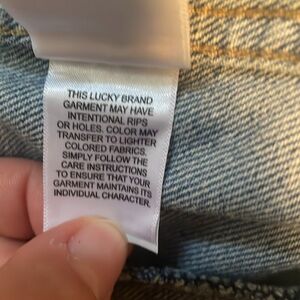 THIS LUCKY BRAND
GARMENT MAY HAVE
INTENTIONAL RIPS
OR HOLES. COLOR MAY
TRANSFER TO LIGHTER
COLORED FABRICS.
SIMPLY FOLLOW THE
CARE INSTRUCTIONS
TO ENSURE THAT YOUR
GARMENT MAINTAINS ITS
INDIVIDUAL CHARACTER.